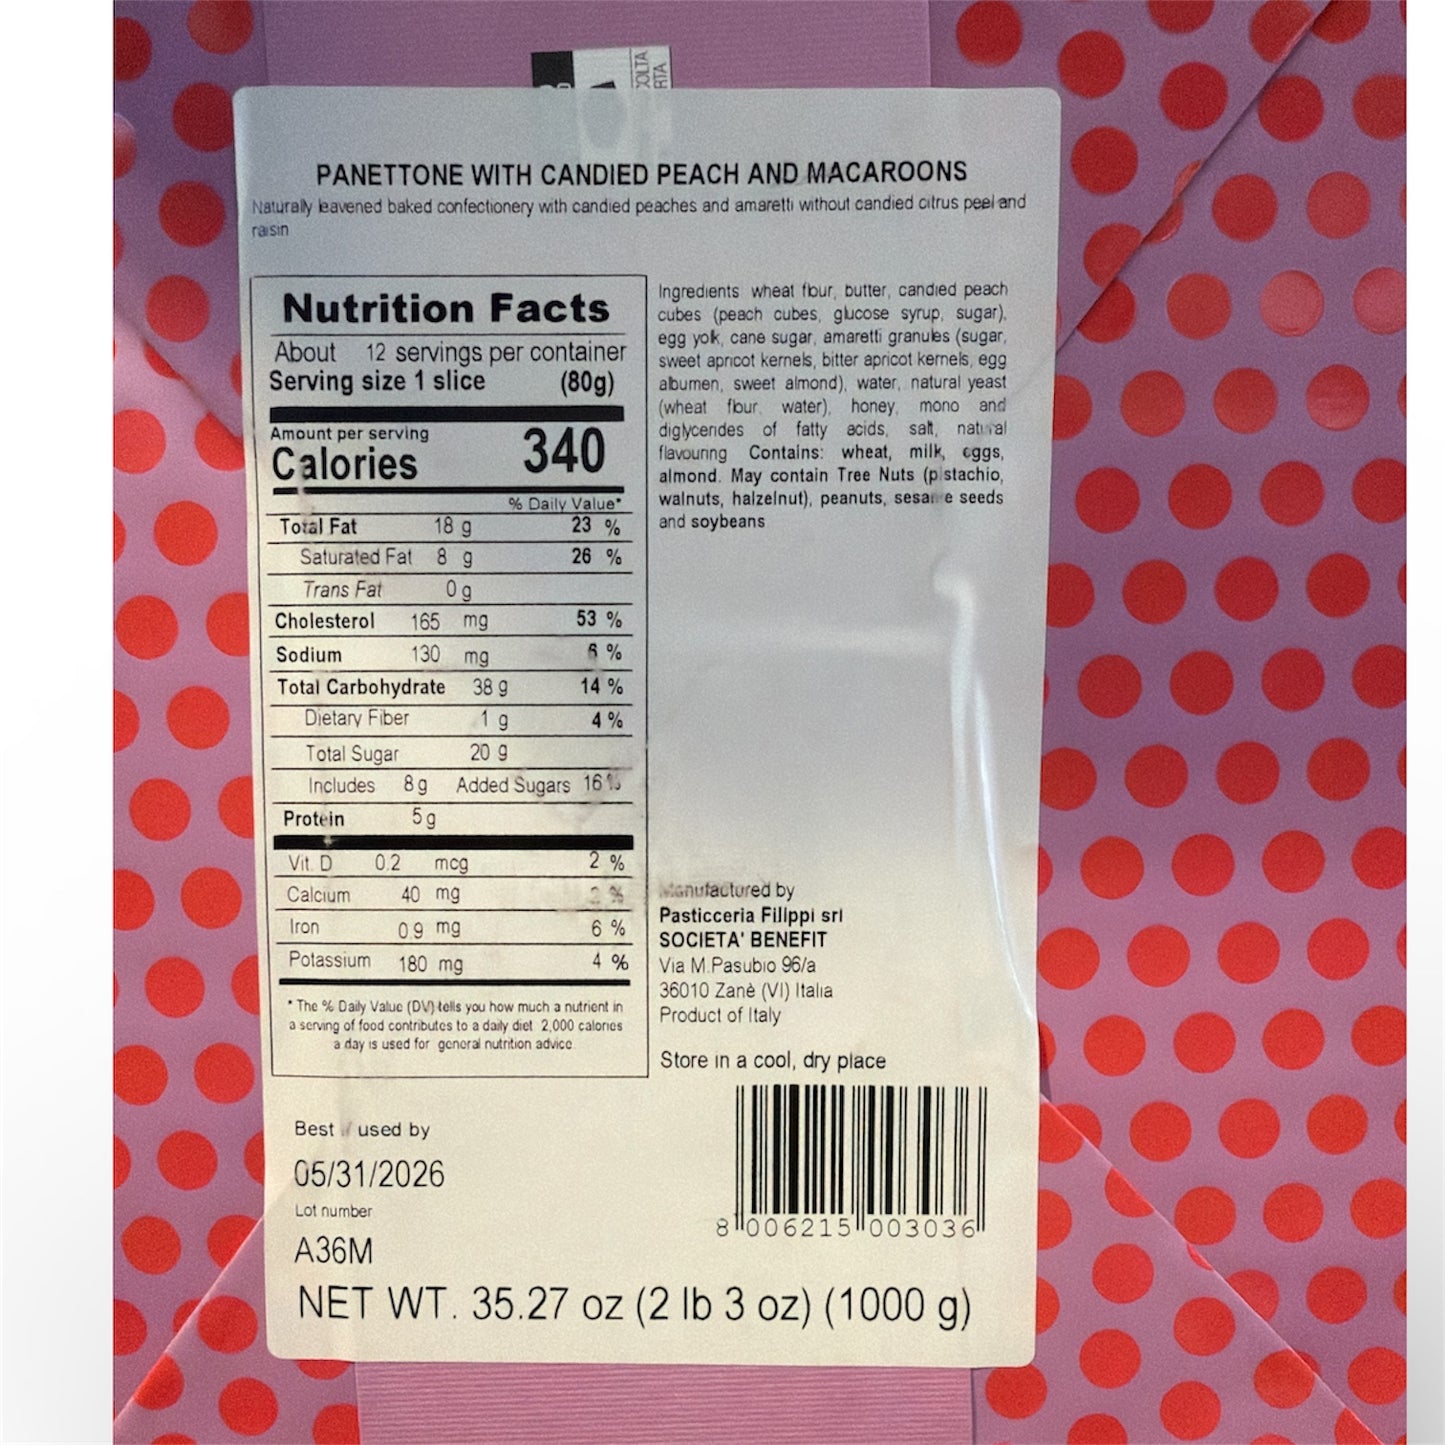 COLTA
PANETTONE WITH CANDIED PEACH AND MACAROONS
Naturally leavened baked confectionery with candied peaches and amaretti without candied citrus peel and
raisin
Nutrition Facts
About 12 servings per container
Serving size 1 slice (80g)
Amount per serving
Calories 340
% Daily Value*
Total Fat 18 g 23 %
Saturated Fat 8 g 26 %
Trans Fat 0 g
Cholesterol 165 mg 53 %
Sodium 130 mg 6 %
Total Carbohydrate 38 g 14 %
Dietary Fiber 1 g 4 %
Total Sugar 20 g
Includes 8 g Added Sugars 16 %
Protein 5 g
Vit. D 0.2 mcg 2 %
Calcium 40 mg %
Iron 0.9 mg 6 %
Potassium 180 mg 4 %
* The % Daily Value (DV) tells you how much a nutrient in
a serving of food contributes to a daily diet 2,000 calories
a day is used for general nutrition advice.
Ingredients wheat flour, butter, candied peach
cubes (peach cubes, glucose syrup, sugar),
egg yolk, cane sugar, amaretti granules (sugar,
sweet apricot kernels, bitter apricot kernels, egg
albumen, sweet almond), water, natural yeast
(wheat flour, water), honey, mono and
diglycerides of fatty acids, salt, natural
flavouring Contains: wheat, milk, eggs,
almond. May contain Tree Nuts (pistachio,
walnuts, halzelnut), peanuts, sesame seeds
and soybeans
Manufactured by
Pasticceria Filippi srl
SOCIETA' BENEFIT
Via M.Pasubio 96/a
36010 Zanè (VI) Italia
Product of Italy
Store in a cool, dry place
8 006215 003036
Best if used by
05/31/2026
Lot number
A36M
NET WT. 35.27 oz (2 lb 3 oz) (1000 g)